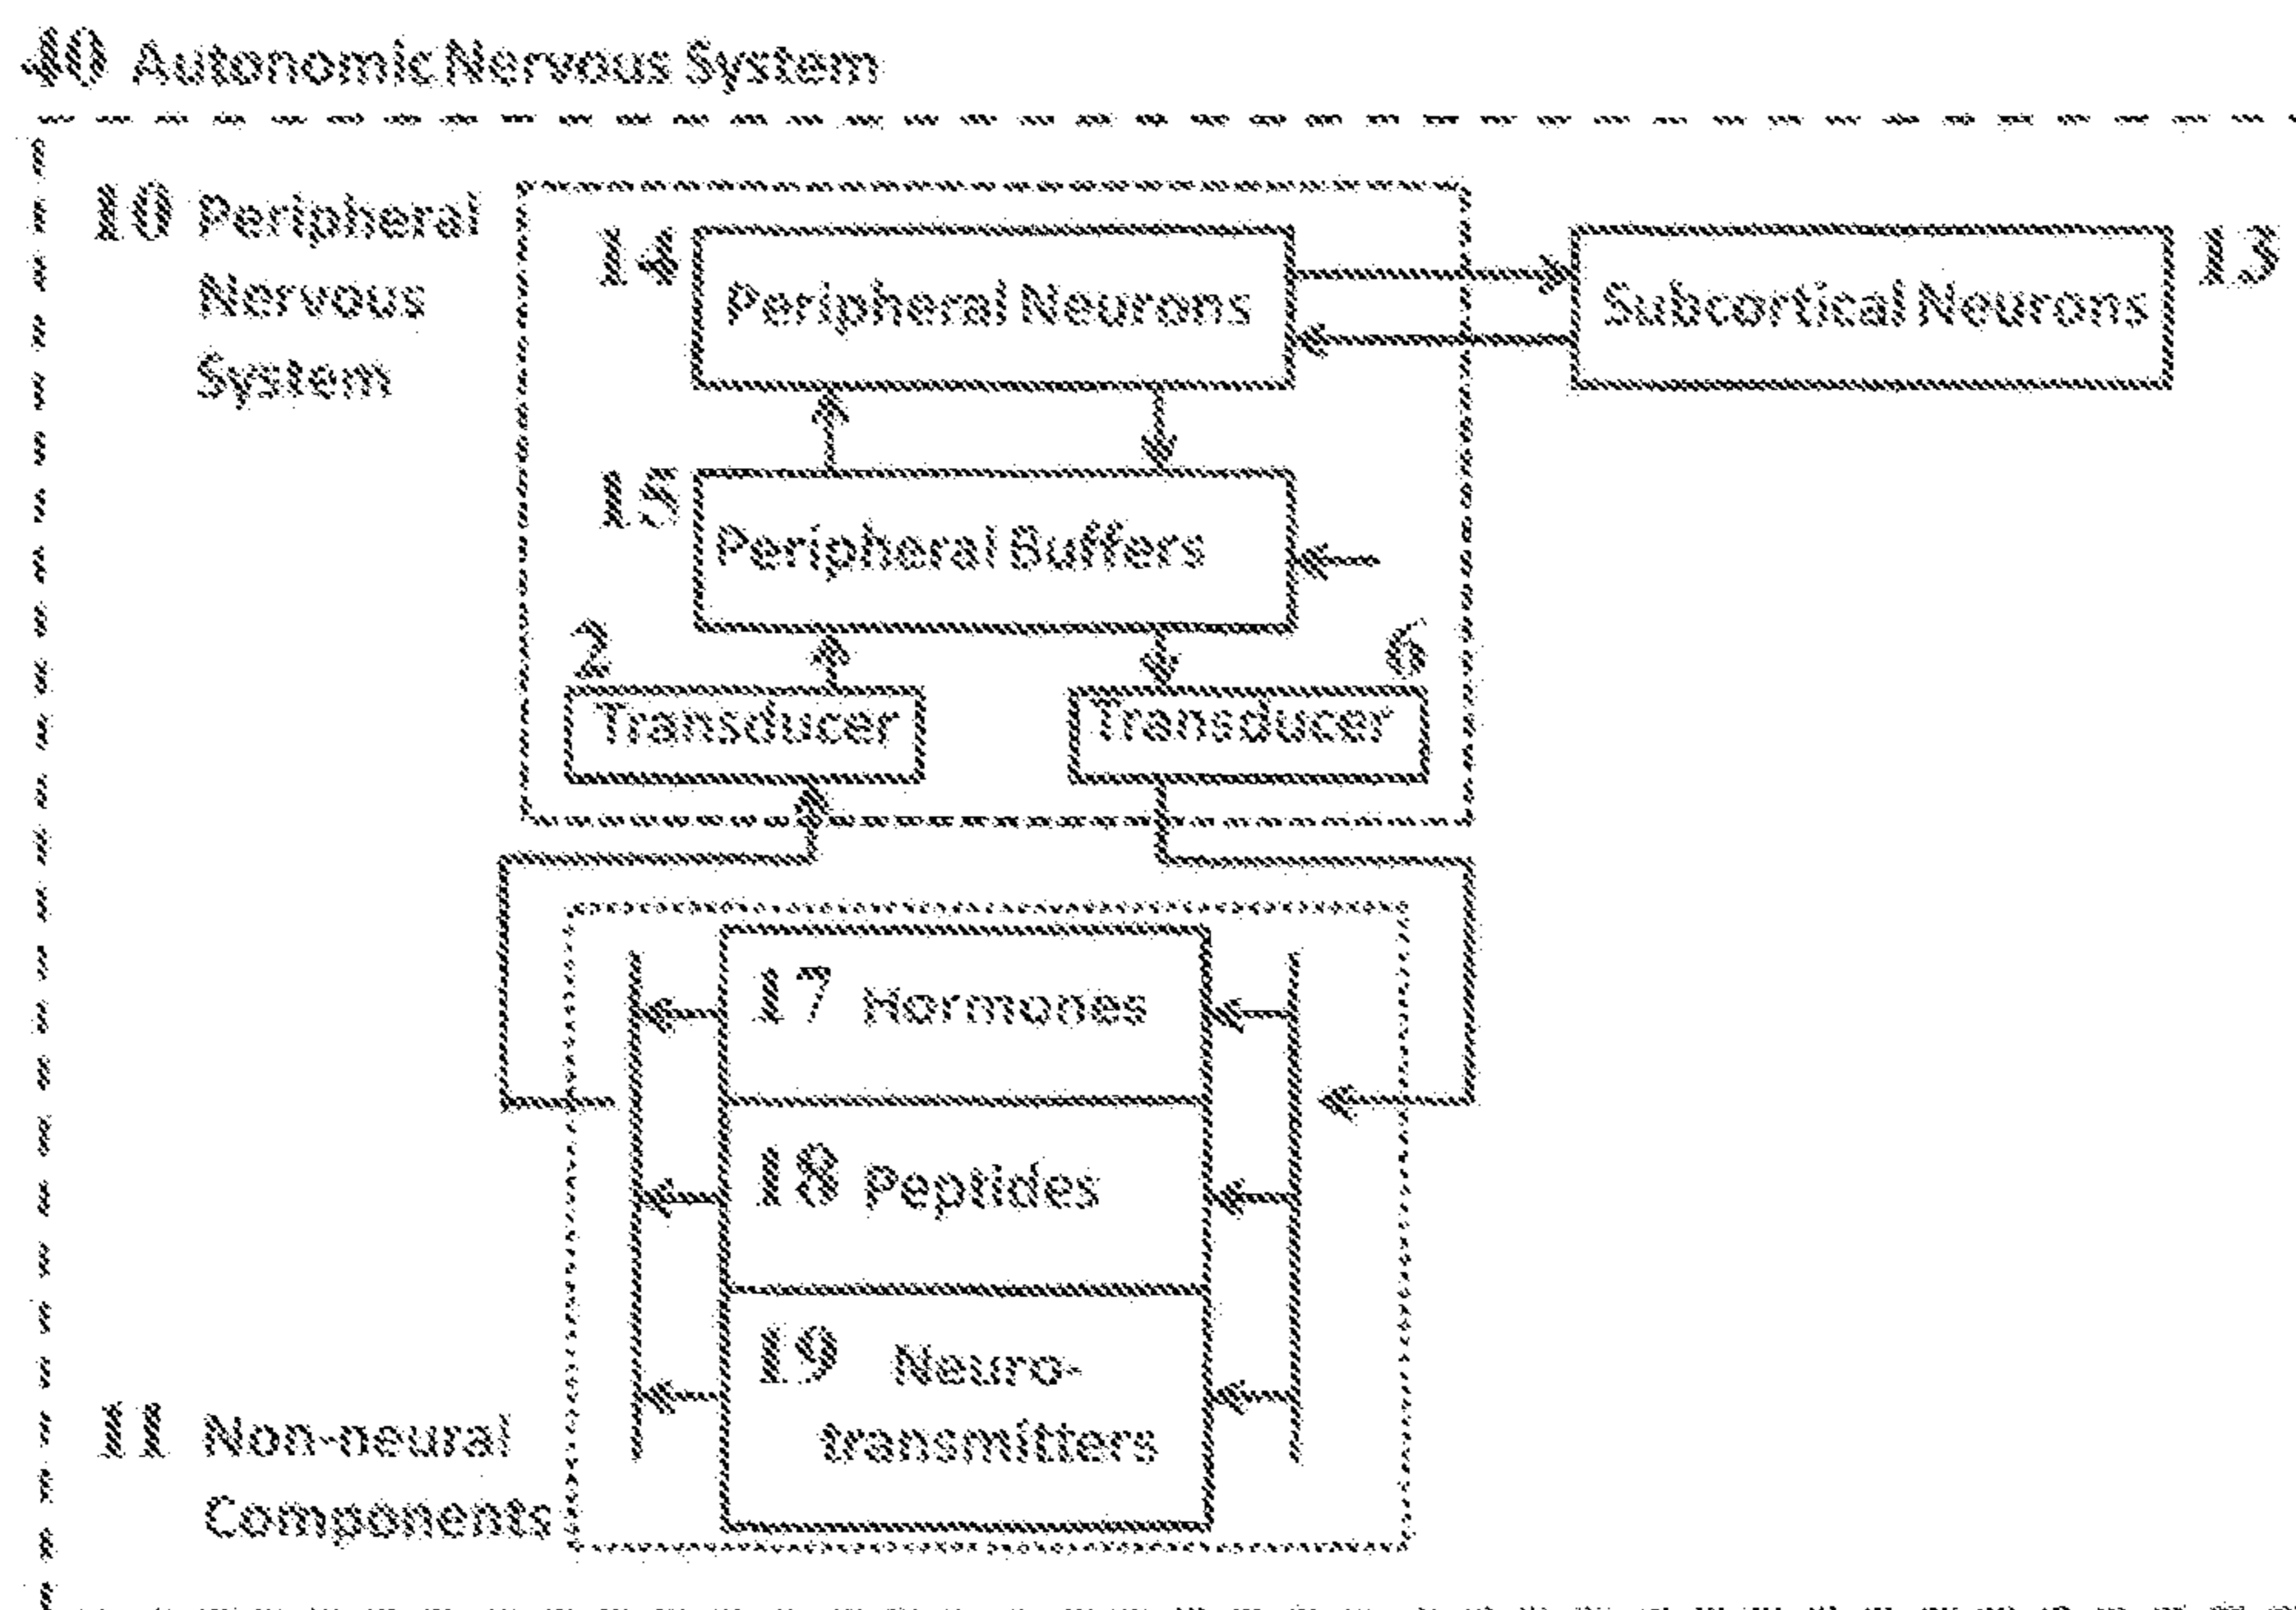 40 Autonomic Nervous System
10 Peripheral
Nervous
System
14
Peripheral Neurons
Subcortical Neurons
13
15
Peripheral Buffers
2
Transducer
6
Transducer
17 Hormones
18 Peptides
19 Neuro-
transmitters
11 Non-neural
Components